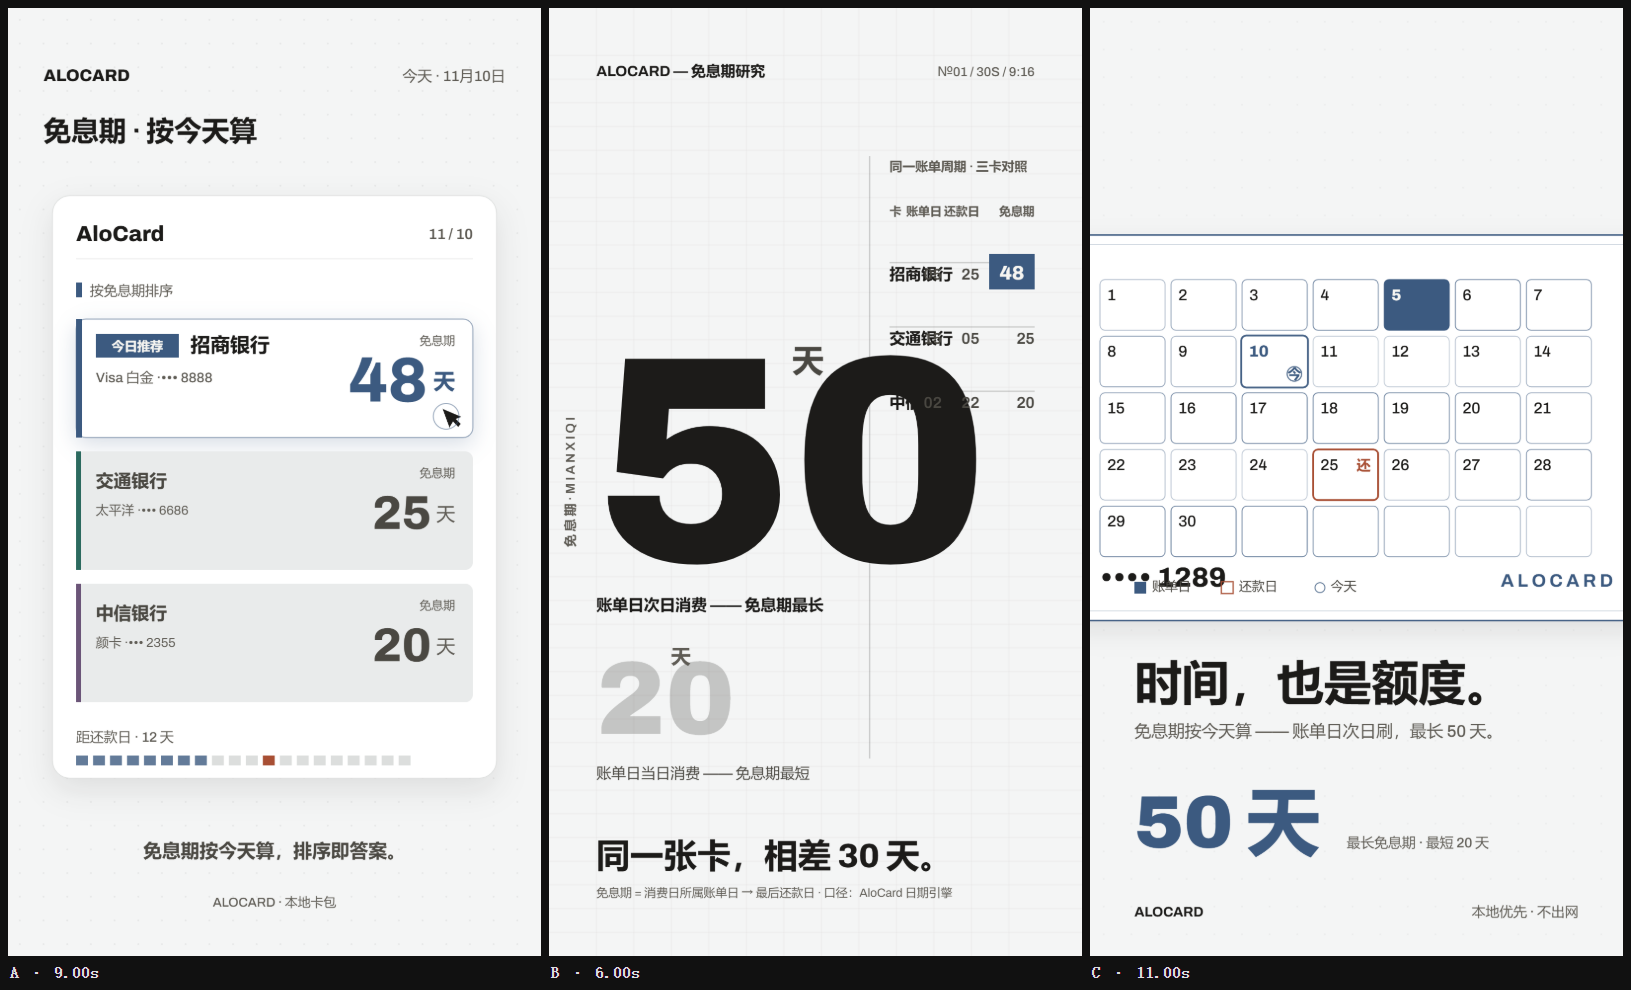 ALOCARD
今天 · 11月10日
免息期 · 按今天算
AloCard
11 / 10
按免息期排序
今日推荐 招商银行
免息期
Visa 白金 ···· 8888
48 天
交通银行
免息期
太平洋 ···· 6686
25 天
中信银行
免息期
颜卡 ···· 2355
20 天
距还款日 · 12 天
免息期按今天算，排序即答案。
ALOCARD · 本地卡包
A · 9.00s
ALOCARD — 免息期研究
№01 / 30S / 9:16
同一账单周期 · 三卡对照
卡 账单日 还款日 免息期
招商银行 25 48
交通银行 05 25
中信 02 22 20
50 天
免息期 · MIANXIQI
账单日次日消费 —— 免息期最长
20 天
账单日当日消费 —— 免息期最短
同一张卡，相差 30 天。
免息期 = 消费日所属账单日 → 最后还款日 · 口径：AloCard 日期引擎
B · 6.00s
1 2 3 4 5 6 7
8 9 10 今 11 12 13 14
15 16 17 18 19 20 21
22 23 24 25 还 26 27 28
29 30
•••• 1289
账单日 还款日 今天
ALOCARD
时间，也是额度。
免息期按今天算 —— 账单日次日刷，最长 50 天。
50 天
最长免息期 · 最短 20 天
ALOCARD
本地优先 · 不出网
C · 11.00s